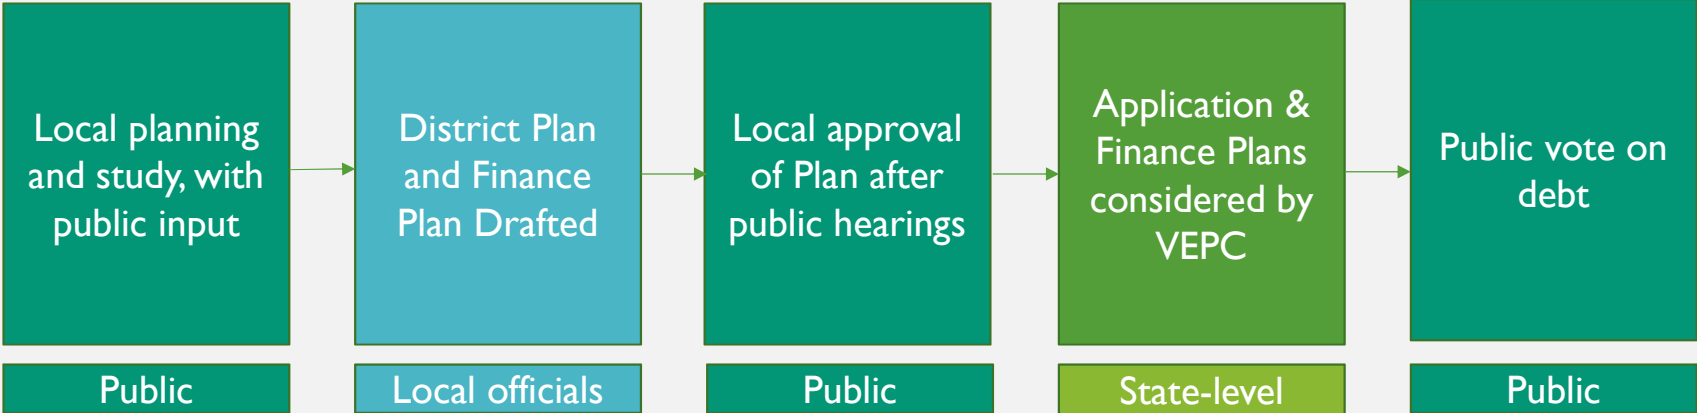 Local planning
and study, with
public input
District Plan
and Finance
Plan Drafted
Local approval
of Plan after
public hearings
Application &
Finance Plans
considered by
VEPC
Public vote on
debt
Public
Local officials
Public
State-level
Public